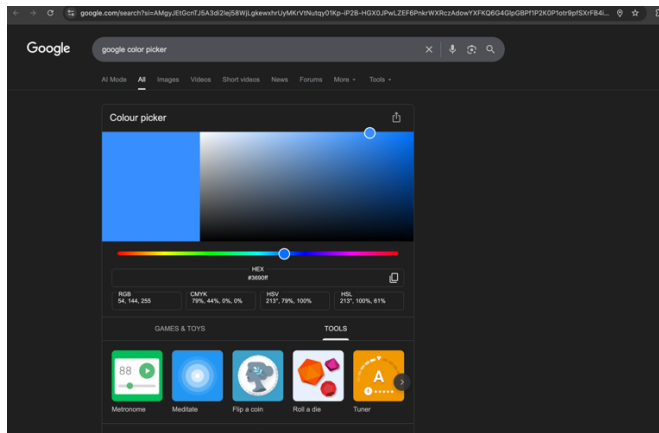 google.com/search?si=AMgyJEtGcnTJ5A3di2lej58WjLgkewxhrUyMKrVtNutqy01Kp-iP2B-HGX0JPwLZEF6PnkrWXRczAdowYXFKQ6G4GlpGBPf1P2K0P1otr9pfSXrFB4i...
Google google color picker
AI Mode All Images Videos Short videos News Forums More Tools
Colour picker
HEX
#3690ff
RGB CMYK HSV HSL
54, 144, 255 79%, 44%, 0%, 0% 213°, 79%, 100% 213°, 100%, 61%
GAMES & TOYS TOOLS
88 A
Metronome Meditate Flip a coin Roll a die Tuner